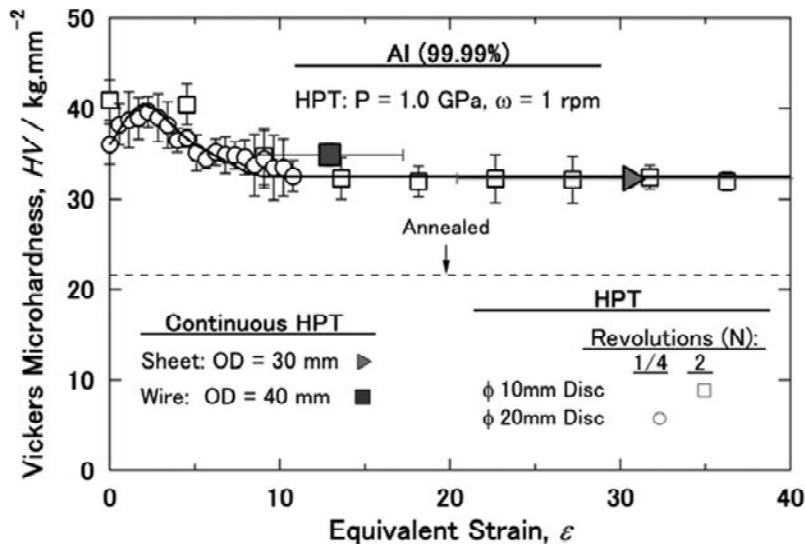 50
40
30
20
10
0
0 10 20 30 40
Vickers Microhardness, HV / kg.mm⁻²
Equivalent Strain, ε
Al (99.99%)
HPT: P = 1.0 GPa, ω = 1 rpm
Annealed
Continuous HPT
Sheet: OD = 30 mm
Wire: OD = 40 mm
HPT
Revolutions (N):
1/4 2
ϕ 10mm Disc
ϕ 20mm Disc